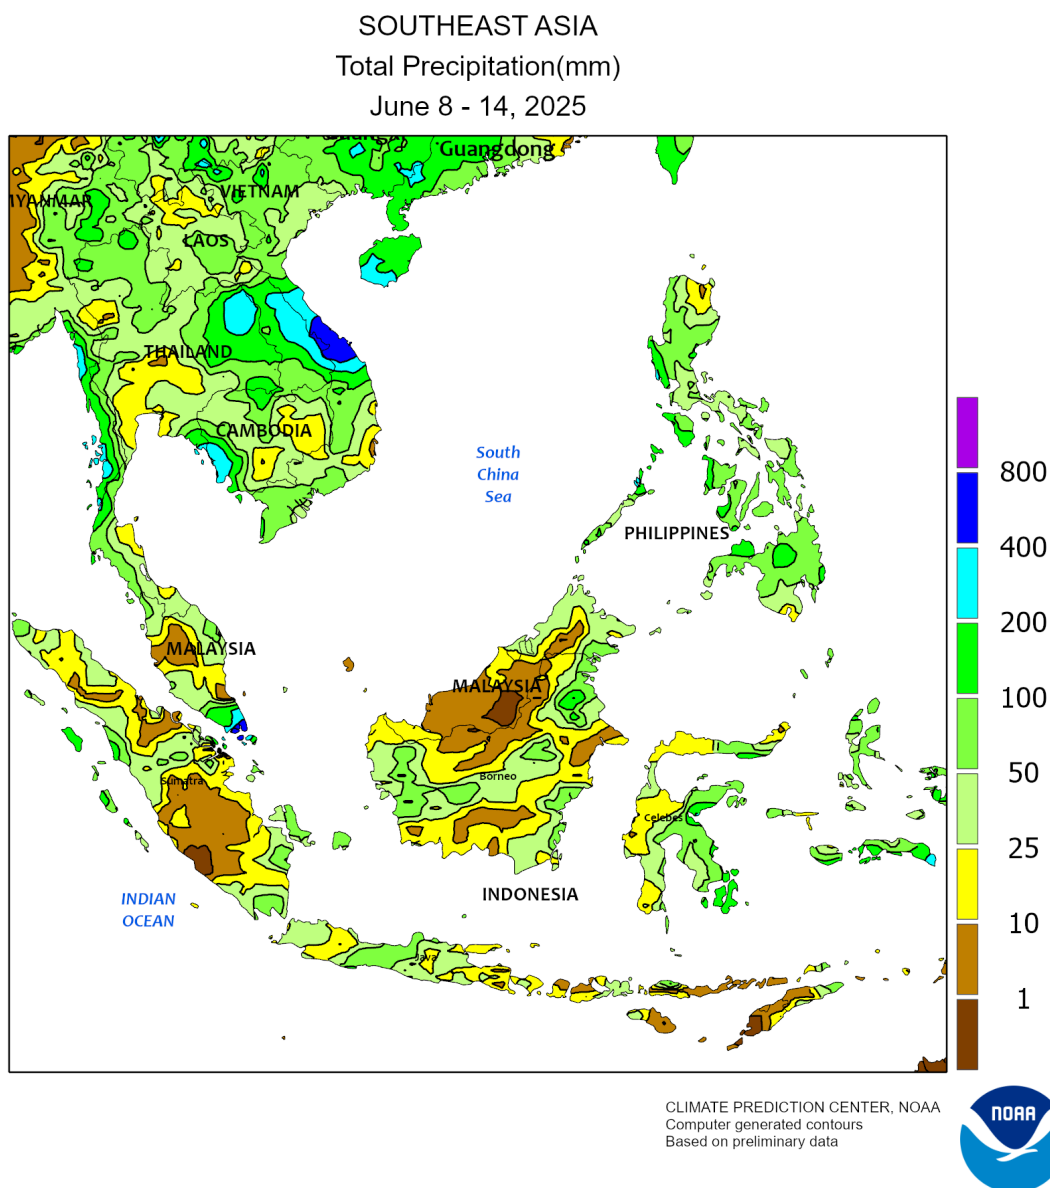 SOUTHEAST ASIA
Total Precipitation(mm)
June 8 - 14, 2025
Guangdong
VIETNAM
MYANMAR
LAOS
THAILAND
CAMBODIA
South
China
Sea
PHILIPPINES
MALAYSIA
MALAYSIA
Borneo
Sumatra
Celebes
INDONESIA
INDIAN
OCEAN
Java
800
400
200
100
50
25
10
1
CLIMATE PREDICTION CENTER, NOAA
Computer generated contours
Based on preliminary data
NOAA